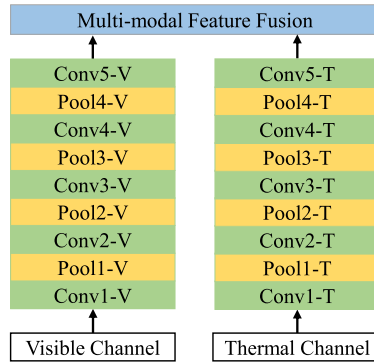 Multi-modal Feature Fusion
Conv5-V
Pool4-V
Conv4-V
Pool3-V
Conv3-V
Pool2-V
Conv2-V
Pool1-V
Conv1-V
Visible Channel
Conv5-T
Pool4-T
Conv4-T
Pool3-T
Conv3-T
Pool2-T
Conv2-T
Pool1-T
Conv1-T
Thermal Channel